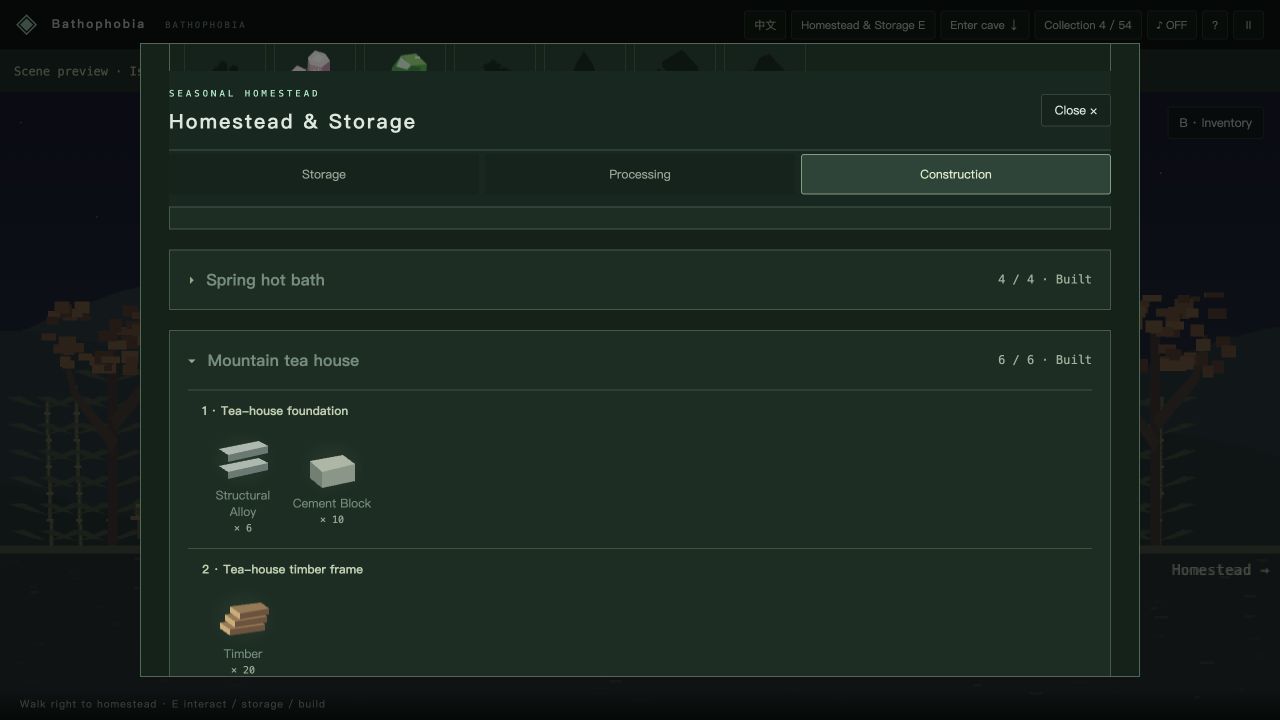 Bathophobia BATHOPHOBIA
中文
Homestead & Storage E
Enter cave ↓
Collection 4 / 54
♪ OFF
?
Scene preview ·
SEASONAL HOMESTEAD
Homestead & Storage
Close ×
B · Inventory
Storage
Processing
Construction
Spring hot bath
4 / 4 · Built
Mountain tea house
6 / 6 · Built
1 · Tea-house foundation
Structural
Alloy
× 6
Cement Block
× 10
2 · Tea-house timber frame
Timber
× 20
Homestead →
Walk right to homestead · E interact / storage / build